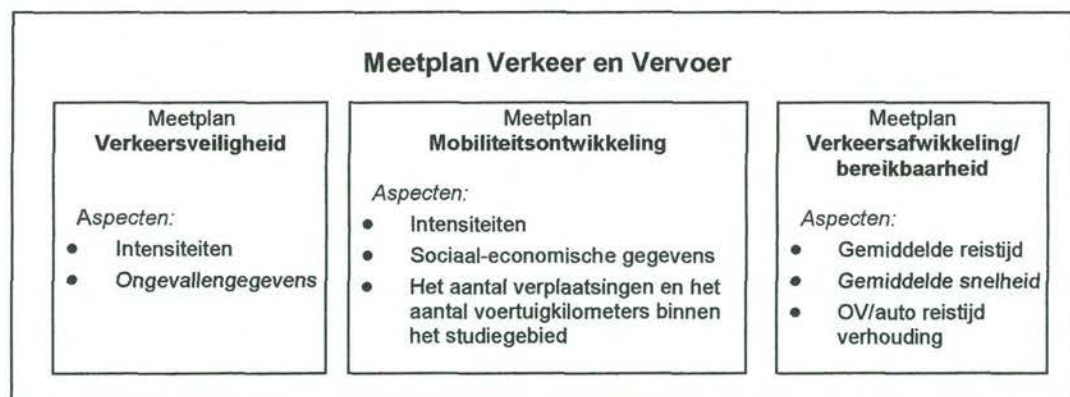 Meetplan Verkeer en Vervoer
Meetplan
Verkeersveiligheid
Aspecten:
• Intensiteiten
• Ongevallengegevens
Meetplan
Mobiliteitsontwikkeling
Aspecten:
• Intensiteiten
• Sociaal-economische gegevens
• Het aantal verplaatsingen en het
aantal voertuigkilometers binnen
het studiegebied
Meetplan
Verkeersafwikkeling/
bereikbaarheid
Aspecten:
• Gemiddelde reistijd
• Gemiddelde snelheid
• OV/auto reistijd
verhouding